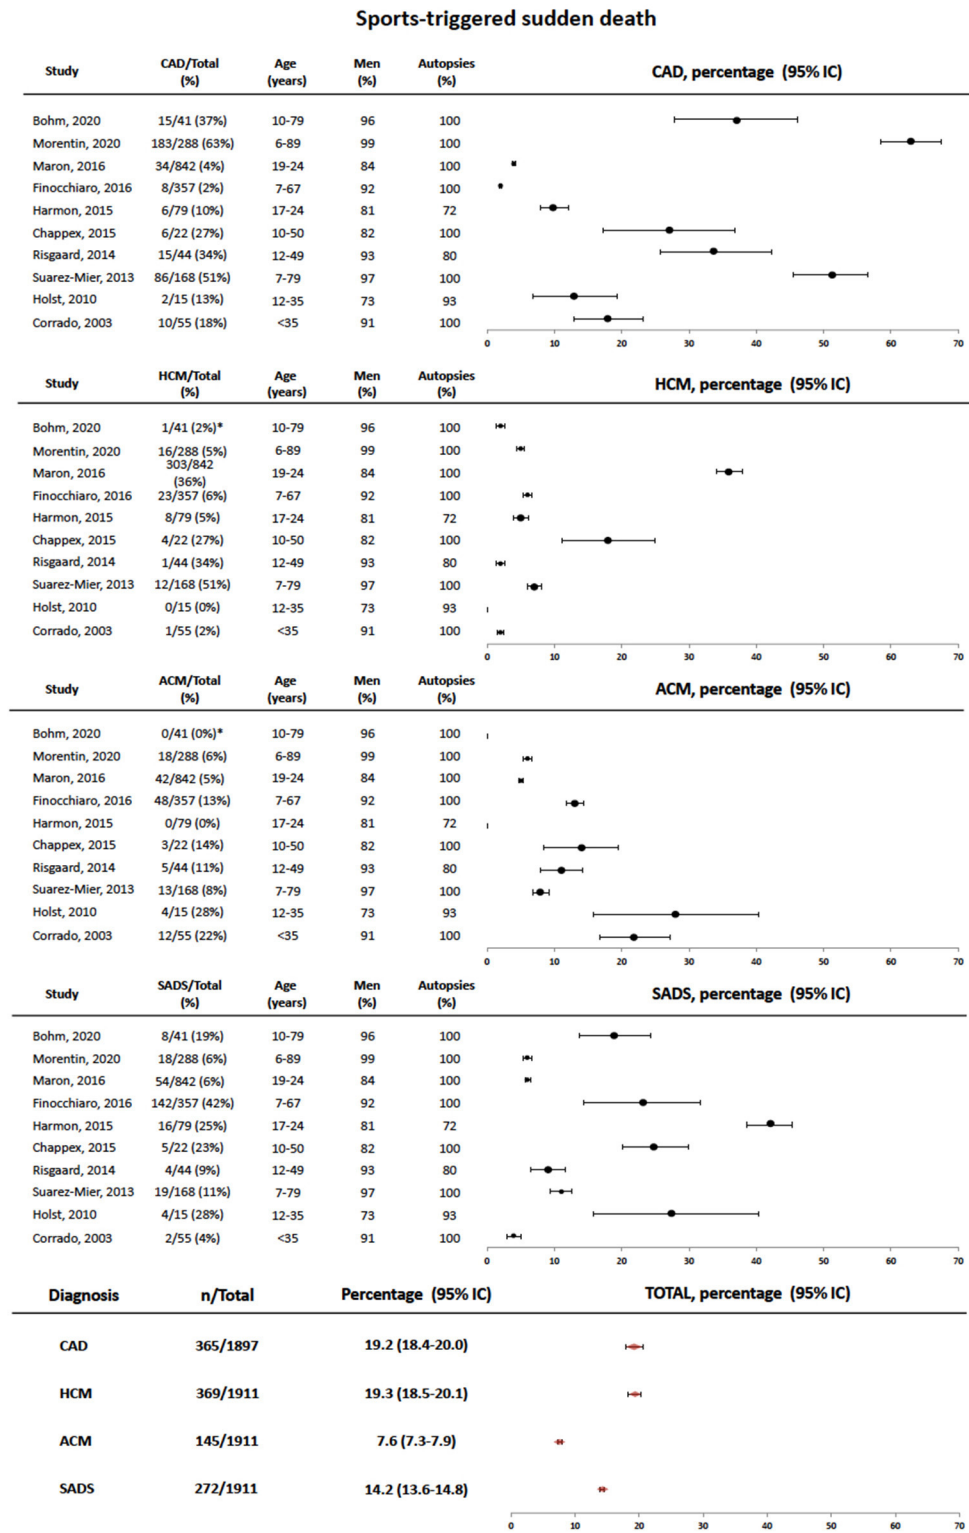 Sports-triggered sudden death
Study CAD/Total (%) Age (years) Men (%) Autopsies (%) CAD, percentage (95% IC)
Bohm, 2020 15/41 (37%) 10-79 96 100
Morentin, 2020 183/288 (63%) 6-89 99 100
Maron, 2016 34/842 (4%) 19-24 84 100
Finocchiaro, 2016 8/357 (2%) 7-67 92 100
Harmon, 2015 6/79 (10%) 17-24 81 72
Chappex, 2015 6/22 (27%) 10-50 82 100
Risgaard, 2014 15/44 (34%) 12-49 93 80
Suarez-Mier, 2013 86/168 (51%) 7-79 97 100
Holst, 2010 2/15 (13%) 12-35 73 93
Corrado, 2003 10/55 (18%) <35 91 100
0 10 20 30 40 50 60 70
Study HCM/Total (%) Age (years) Men (%) Autopsies (%) HCM, percentage (95% IC)
Bohm, 2020 1/41 (2%)* 10-79 96 100
Morentin, 2020 16/288 (5%) 6-89 99 100
Maron, 2016 303/842 (36%) 19-24 84 100
Finocchiaro, 2016 23/357 (6%) 7-67 92 100
Harmon, 2015 8/79 (5%) 17-24 81 72
Chappex, 2015 4/22 (27%) 10-50 82 100
Risgaard, 2014 1/44 (34%) 12-49 93 80
Suarez-Mier, 2013 12/168 (51%) 7-79 97 100
Holst, 2010 0/15 (0%) 12-35 73 93
Corrado, 2003 1/55 (2%) <35 91 100
0 10 20 30 40 50 60 70
Study ACM/Total (%) Age (years) Men (%) Autopsies (%) ACM, percentage (95% IC)
Bohm, 2020 0/41 (0%)* 10-79 96 100
Morentin, 2020 18/288 (6%) 6-89 99 100
Maron, 2016 42/842 (5%) 19-24 84 100
Finocchiaro, 2016 48/357 (13%) 7-67 92 100
Harmon, 2015 0/79 (0%) 17-24 81 72
Chappex, 2015 3/22 (14%) 10-50 82 100
Risgaard, 2014 5/44 (11%) 12-49 93 80
Suarez-Mier, 2013 13/168 (8%) 7-79 97 100
Holst, 2010 4/15 (28%) 12-35 73 93
Corrado, 2003 12/55 (22%) <35 91 100
0 10 20 30 40 50 60 70
Study SADS/Total (%) Age (years) Men (%) Autopsies (%) SADS, percentage (95% IC)
Bohm, 2020 8/41 (19%) 10-79 96 100
Morentin, 2020 18/288 (6%) 6-89 99 100
Maron, 2016 54/842 (6%) 19-24 84 100
Finocchiaro, 2016 142/357 (42%) 7-67 92 100
Harmon, 2015 16/79 (25%) 17-24 81 72
Chappex, 2015 5/22 (23%) 10-50 82 100
Risgaard, 2014 4/44 (9%) 12-49 93 80
Suarez-Mier, 2013 19/168 (11%) 7-79 97 100
Holst, 2010 4/15 (28%) 12-35 73 93
Corrado, 2003 2/55 (4%) <35 91 100
0 10 20 30 40 50 60 70
Diagnosis n/Total Percentage (95% IC) TOTAL, percentage (95% IC)
CAD 365/1897 19.2 (18.4-20.0)
HCM 369/1911 19.3 (18.5-20.1)
ACM 145/1911 7.6 (7.3-7.9)
SADS 272/1911 14.2 (13.6-14.8)
0 10 20 30 40 50 60 70